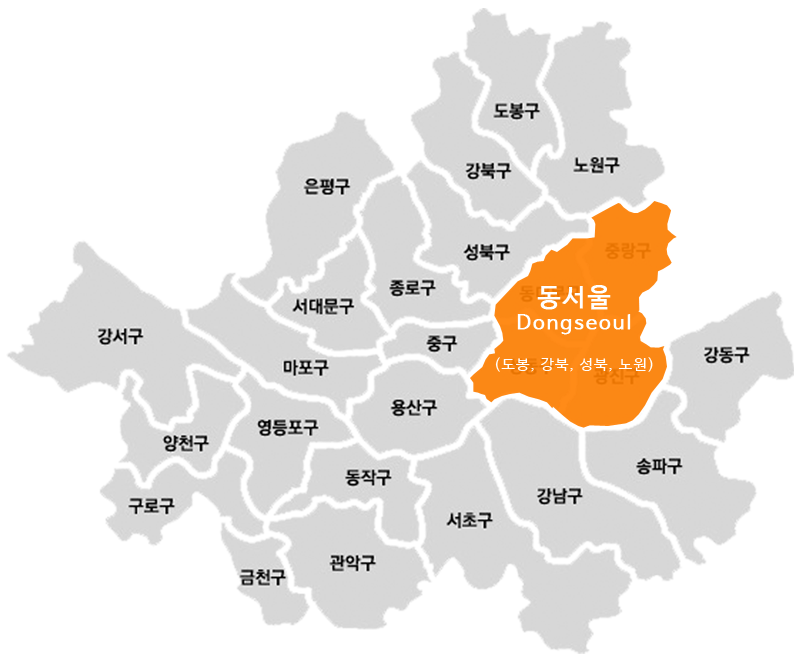 도봉구
강북구
노원구
은평구
성북구
중랑구
종로구
서대문구
동서울
Dongseoul
강서구
중구
마포구
(도봉, 강북, 성북, 노원)
강동구
광진구
용산구
영등포구
양천구
송파구
동작구
구로구
강남구
서초구
관악구
금천구